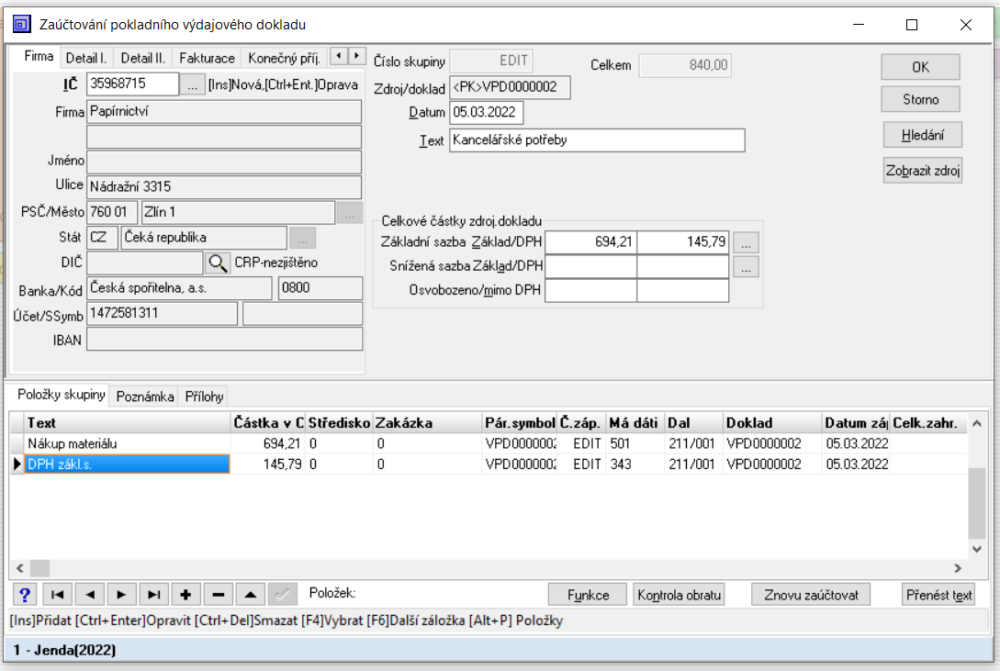 Zaúčtování pokladního výdajového dokladu
Firma Detail I. Detail II. Fakturace Konečný příj.
IČ 35968715 ... [Ins]Nová,[Ctrl+Ent.]Oprava
Firma Papírnictví
Jméno
Ulice Nádražní 3315
PSČ/Město 760 01 Zlín 1 ...
Stát CZ Čeká republika ...
DIČ CRP-nezjištěno
Banka/Kód Česká spořitelna, a.s. 0800
Účet/SSymb 1472581311
IBAN
Číslo skupiny EDIT Celkem 840,00
Zdroj/doklad <PK>VPD0000002
Datum 05.03.2022
Text Kancelářské potřeby
OK
Storno
Hledání
Zobrazit zdroj
Celkové částky zdroj.dokladu
Základní sazba Základ/DPH 694,21 145,79 ...
Snížená sazba Základ/DPH ...
Osvobozeno/mimo DPH
Položky skupiny Poznámka Přílohy
Text Částka v C Středisko Zakázka Pár.symbol Č.záp. Má dáti Dal Doklad Datum záp Celk.zahr.
Nákup materiálu 694,21 0 0 VPD0000002 EDIT 501 211/001 VPD0000002 05.03.2022
DPH zákl.s. 145,79 0 0 VPD0000002 EDIT 343 211/001 VPD0000002 05.03.2022
? Položek: Funkce Kontrola obratu Znovu zaúčtovat Přenést text
[Ins]Přidat [Ctrl+Enter]Opravit [Ctrl+Del]Smazat [F4]Vybrat [F6]Další záložka [Alt+P] Položky
1 - Jenda(2022)